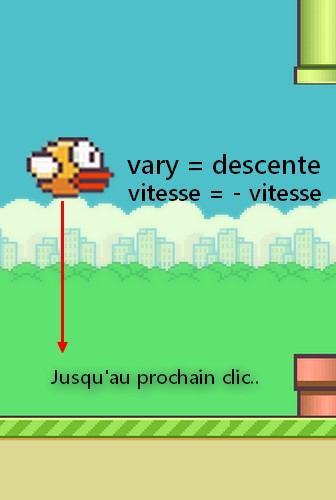 vary = descente
vitesse = - vitesse
Jusqu'au prochain clic..